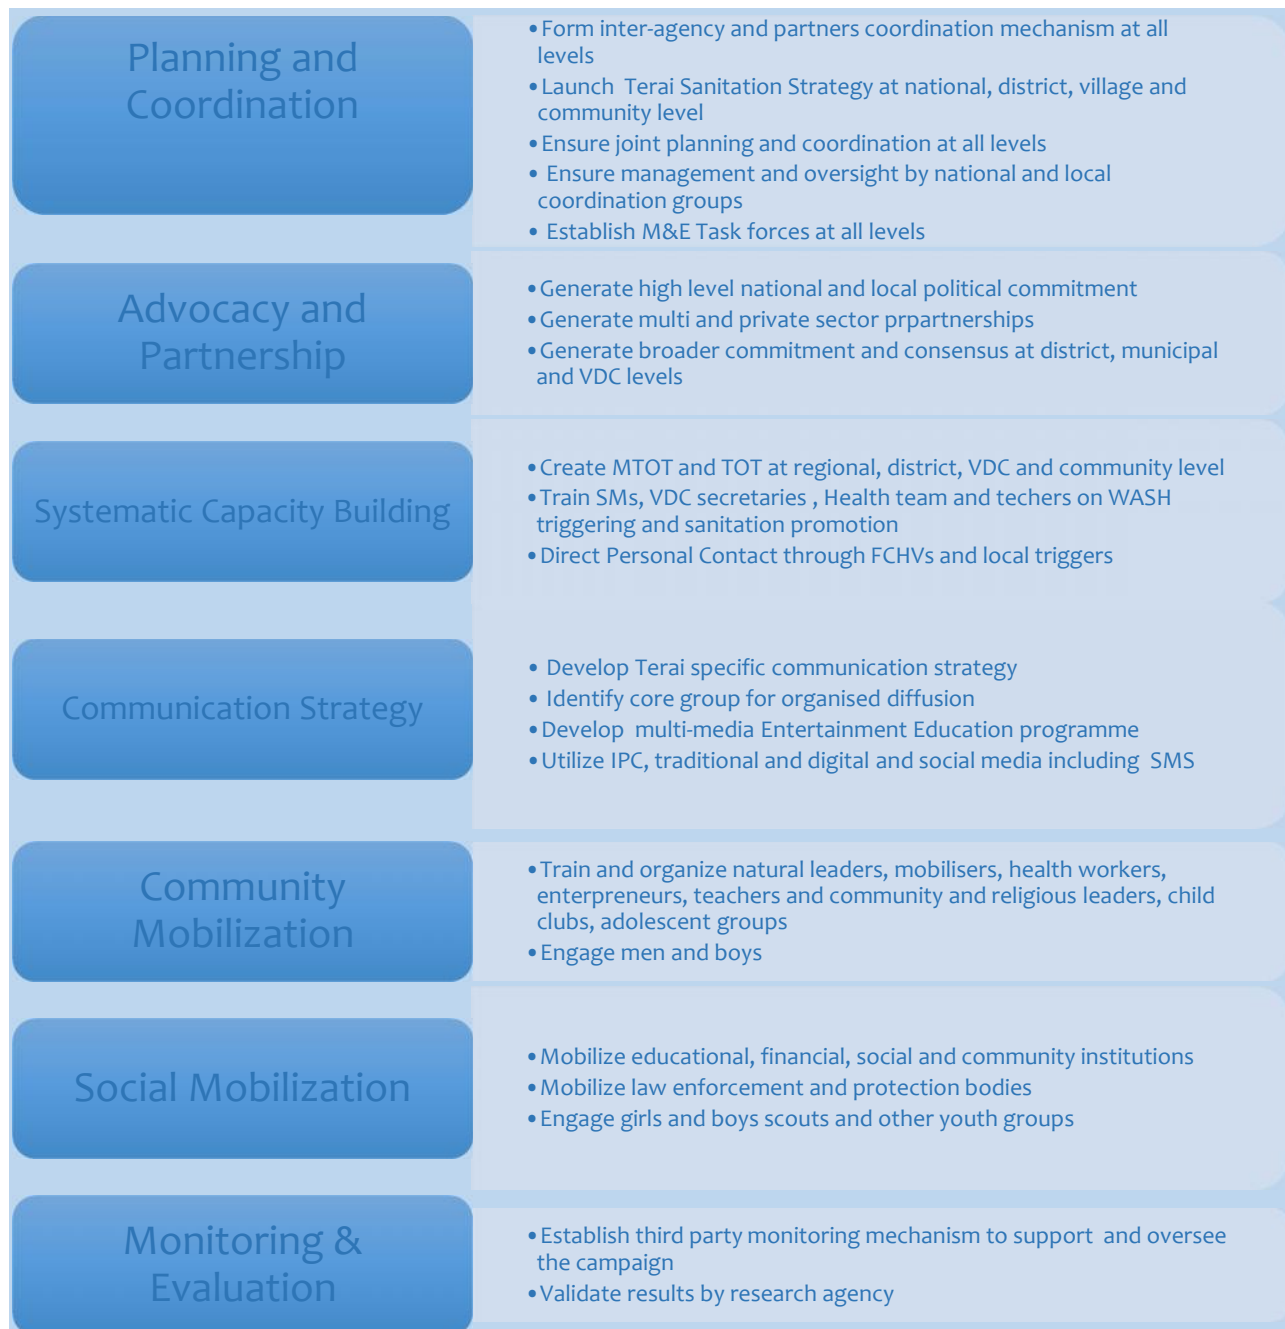 Planning and
Coordination
•Form inter-agency and partners coordination mechanism at all
levels
•Launch Terai Sanitation Strategy at national, district, village and
community level
•Ensure joint planning and coordination at all levels
• Ensure management and oversight by national and local
coordination groups
• Establish M&E Task forces at all levels
Advocacy and
Partnership
•Generate high level national and local political commitment
•Generate multi and private sector prpartnerships
•Generate broader commitment and consensus at district, municipal
and VDC levels
Systematic Capacity Building
•Create MTOT and TOT at regional, district, VDC and community level
•Train SMs, VDC secretaries , Health team and techers on WASH
triggering and sanitation promotion
•Direct Personal Contact through FCHVs and local triggers
Communication Strategy
• Develop Terai specific communication strategy
• Identify core group for organised diffusion
•Develop multi-media Entertainment Education programme
•Utilize IPC, traditional and digital and social media including SMS
Community
Mobilization
•Train and organize natural leaders, mobilisers, health workers,
enterpreneurs, teachers and community and religious leaders, child
clubs, adolescent groups
•Engage men and boys
Social Mobilization
•Mobilize educational, financial, social and community institutions
•Mobilize law enforcement and protection bodies
•Engage girls and boys scouts and other youth groups
Monitoring &
Evaluation
•Establish third party monitoring mechanism to support and oversee
the campaign
•Validate results by research agency